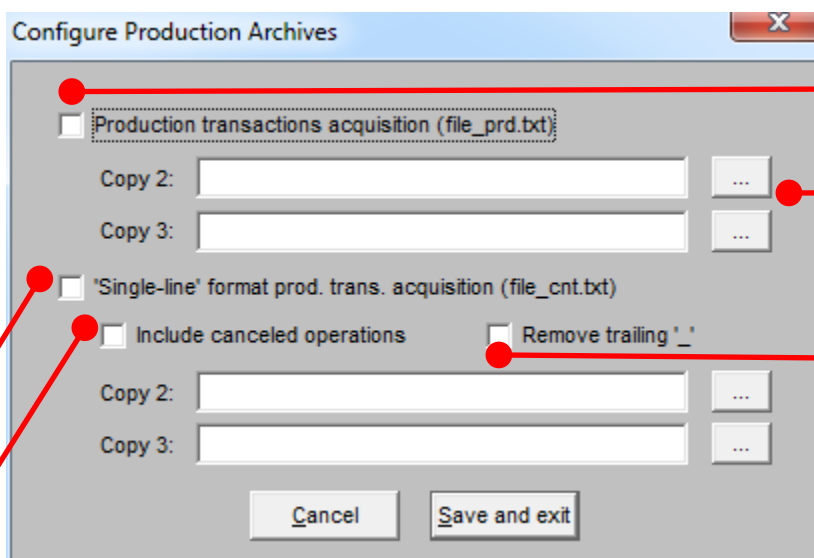 Configure Production Archives
Production transactions acquisition (file_prd.txt)
Copy 2: ...
Copy 3: ...
'Single-line' format prod. trans. acquisition (file_cnt.txt)
Include canceled operations Remove trailing '_'
Copy 2: ...
Copy 3: ...
Cancel Save and exit